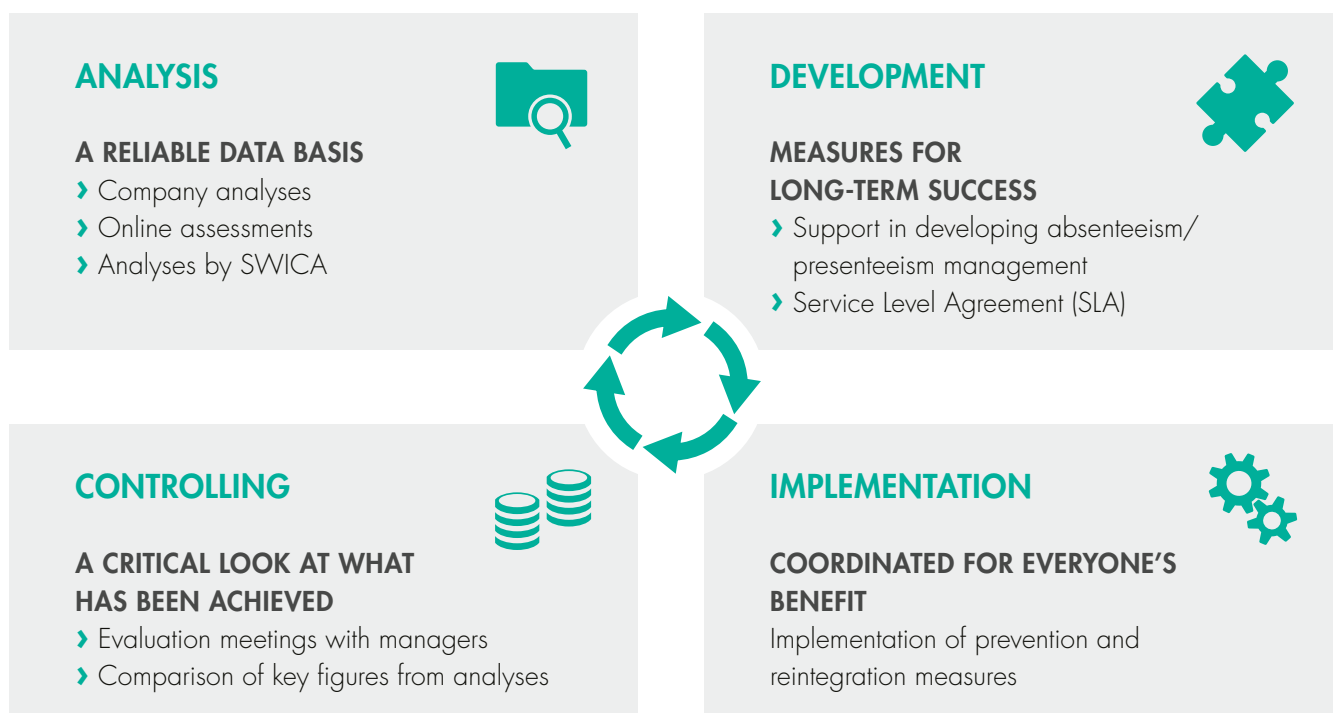 ANALYSIS
A RELIABLE DATA BASIS
› Company analyses
› Online assessments
› Analyses by SWICA
DEVELOPMENT
MEASURES FOR
LONG-TERM SUCCESS
› Support in developing absenteeism/
presenteeism management
› Service Level Agreement (SLA)
CONTROLLING
A CRITICAL LOOK AT WHAT
HAS BEEN ACHIEVED
› Evaluation meetings with managers
› Comparison of key figures from analyses
IMPLEMENTATION
COORDINATED FOR EVERYONE’S
BENEFIT
Implementation of prevention and
reintegration measures